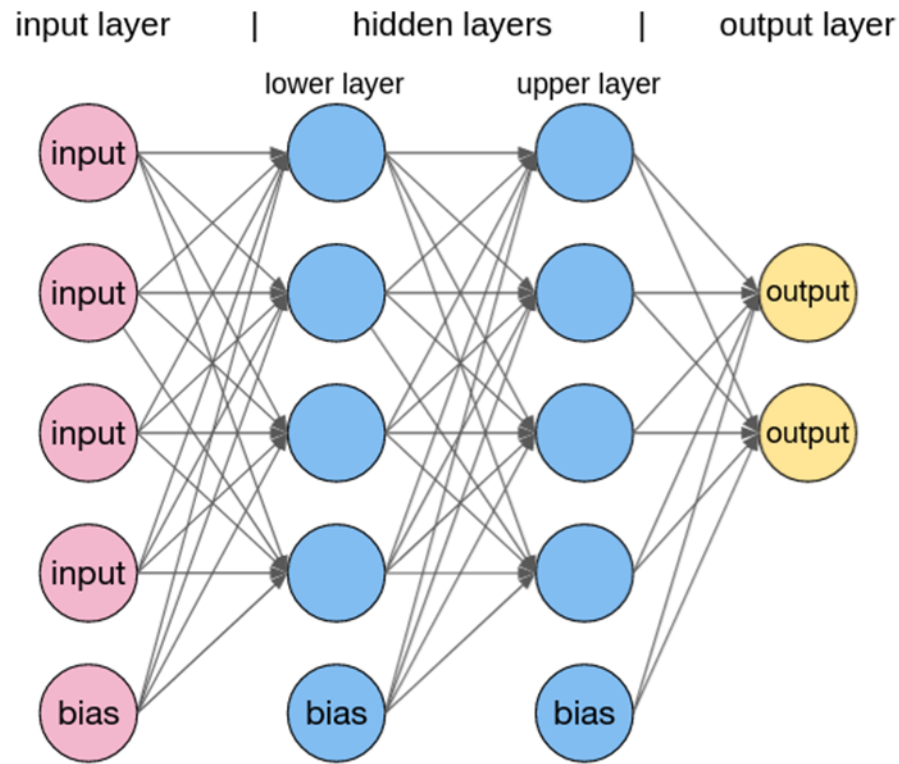 input layer | hidden layers | output layer
lower layer upper layer
input
input output
input output
input
bias bias bias